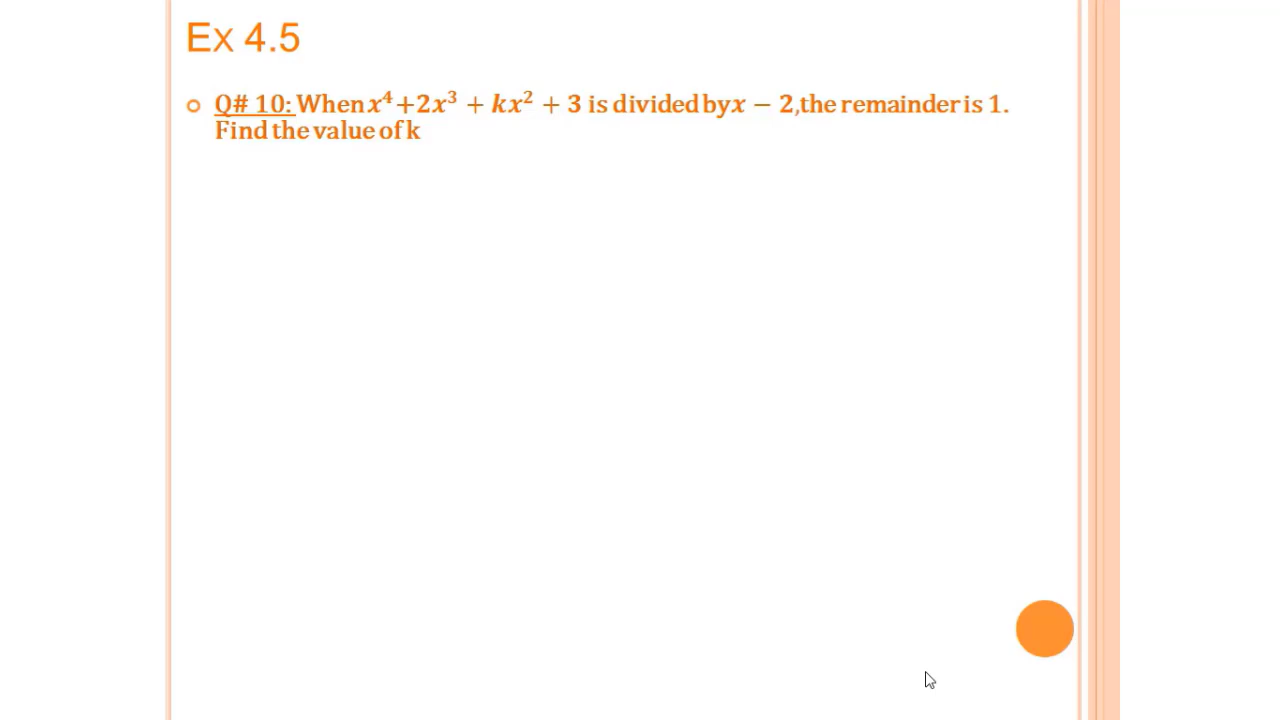 Ex 4.5
Q# 10: When x⁴+2x³ + kx² + 3 is divided by x − 2,the remainder is 1.
Find the value of k